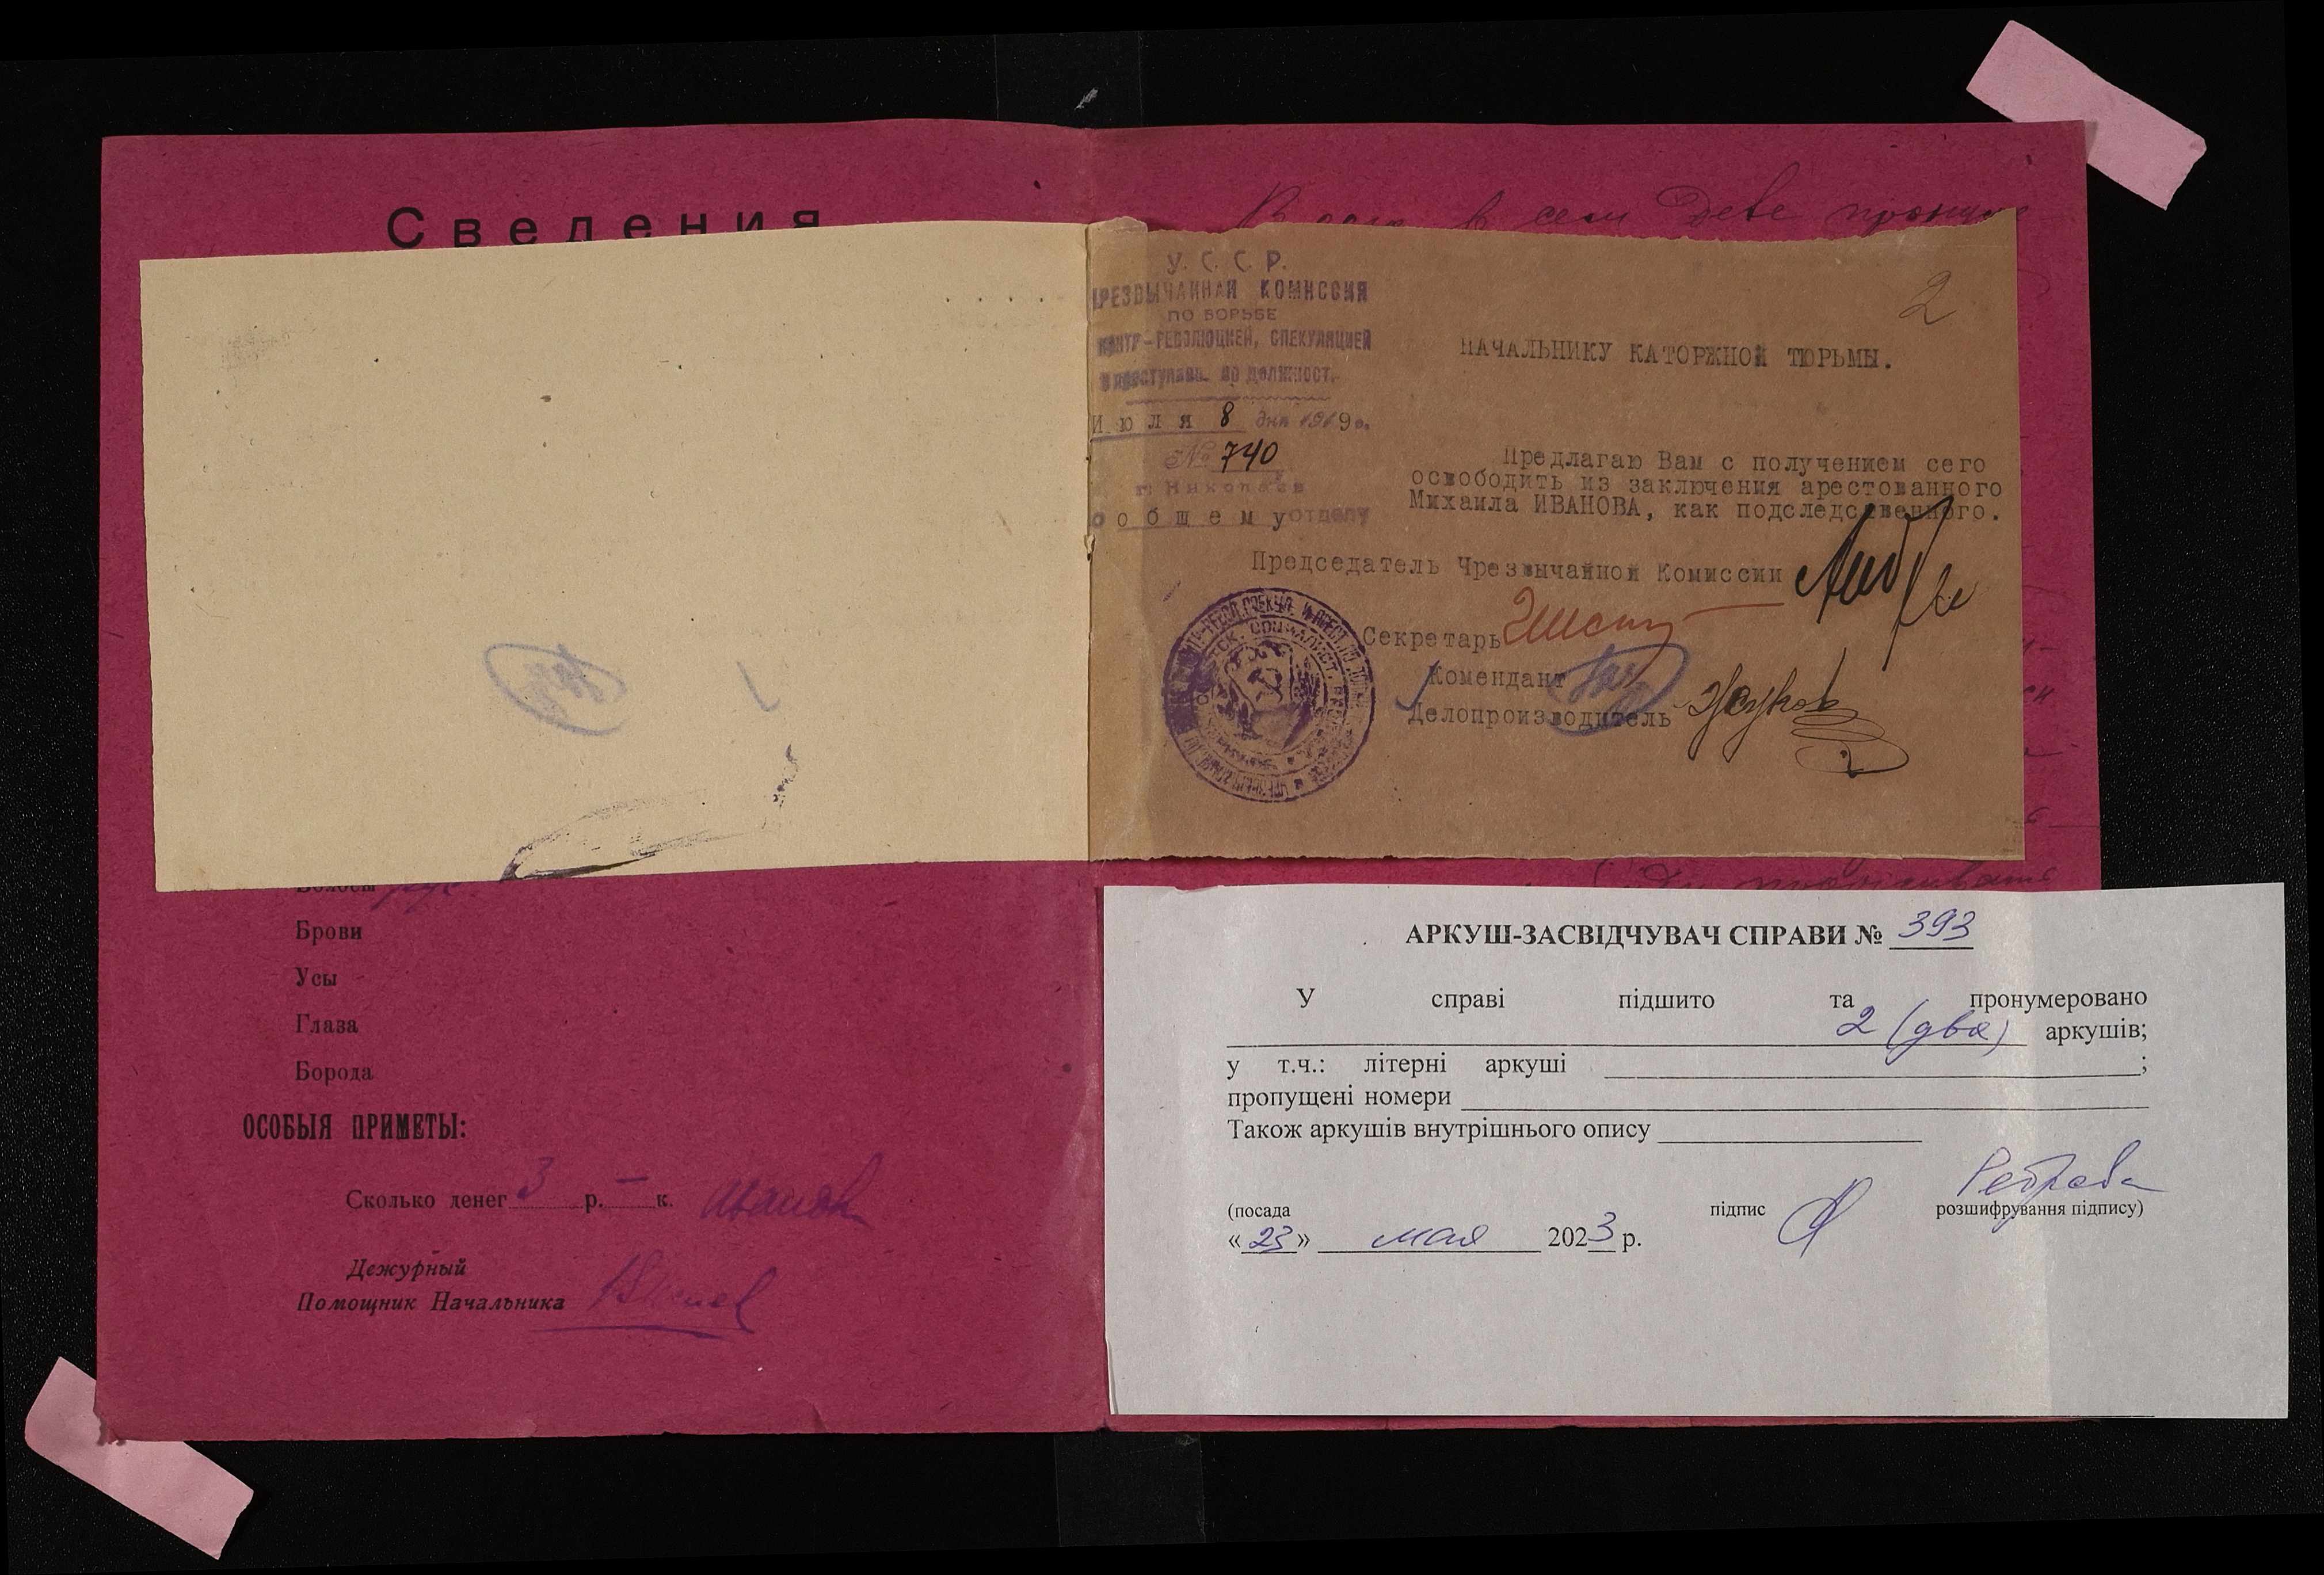 Сведения
Волосы
Брови
Усы
Глаза
Борода
ОСОБЫЯ ПРИМЕТЫ:
Сколько денег 3 р. — к. Иванов
Дежурный
Помощник Начальника
в сем Деле
2
У. С. С. Р.
ЧРЕЗВЫЧАЙНАЯ КОМИССИЯ
ПО БОРЬБЕ
КОНТР-РЕВОЛЮЦИЕЙ, СПЕКУЛЯЦИЕЙ
и преступлен. по должност.
Июля 8 дня 1919 г.
№ 740
г. Николаев
По общему отделу
НАЧАЛЬНИКУ КАТОРЖНОЙ ТЮРЬМЫ.
Предлагаю Вам с получением сего
освободить из заключения арестованного
Михаила ИВАНОВА, как подследственного.
Председатель Чрезвычайной Комиссии
Секретарь
Комендант
Делопроизводитель
АРКУШ-ЗАСВІДЧУВАЧ СПРАВИ № 393
У справі підшито та пронумеровано
2 (два) аркушів;
у т.ч.: літерні аркуші ;
пропущені номери
Також аркушів внутрішнього опису
(посада підпис розшифрування підпису)
« 23 » мая 2023 р.